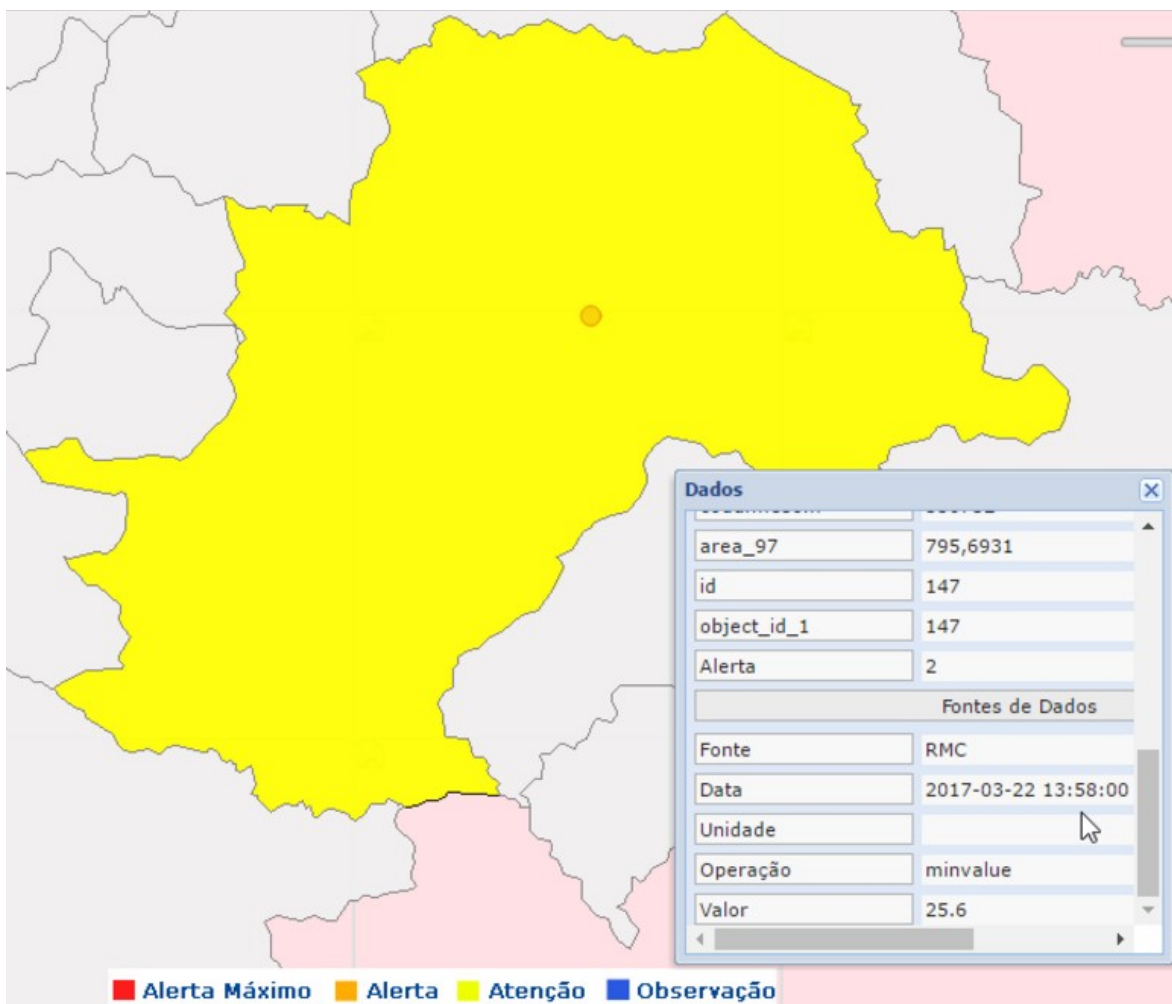 Dados
area_97 795,6931
id 147
object_id_1 147
Alerta 2
Fontes de Dados
Fonte RMC
Data 2017-03-22 13:58:00
Unidade
Operação minvalue
Valor 25.6
Alerta Máximo Alerta Atenção Observação